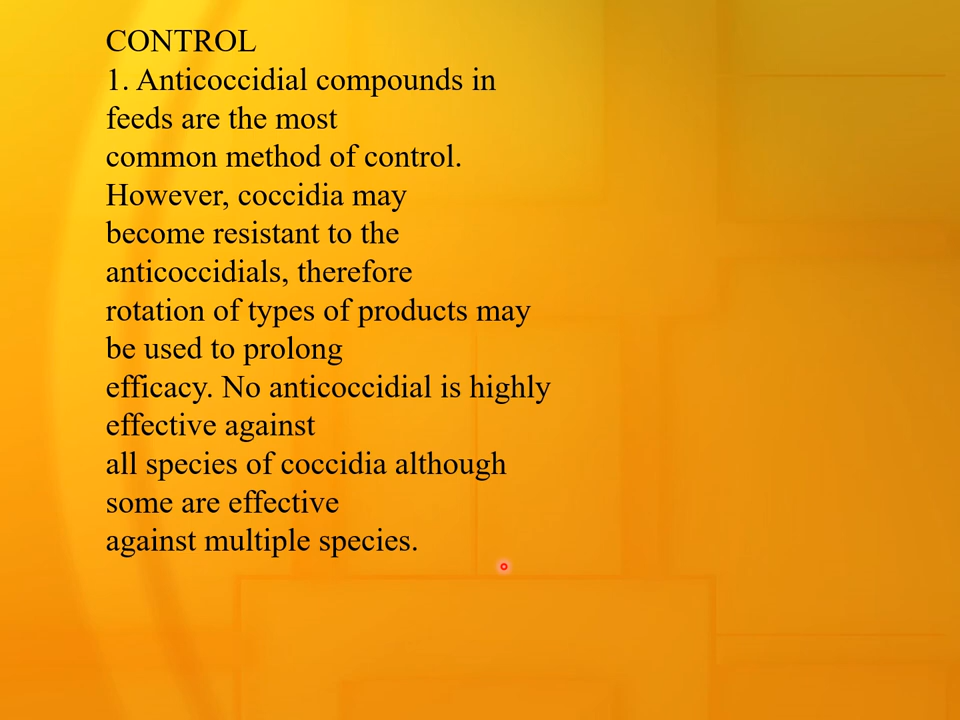 CONTROL
1. Anticoccidial compounds in
feeds are the most
common method of control.
However, coccidia may
become resistant to the
anticoccidials, therefore
rotation of types of products may
be used to prolong
efficacy. No anticoccidial is highly
effective against
all species of coccidia although
some are effective
against multiple species.